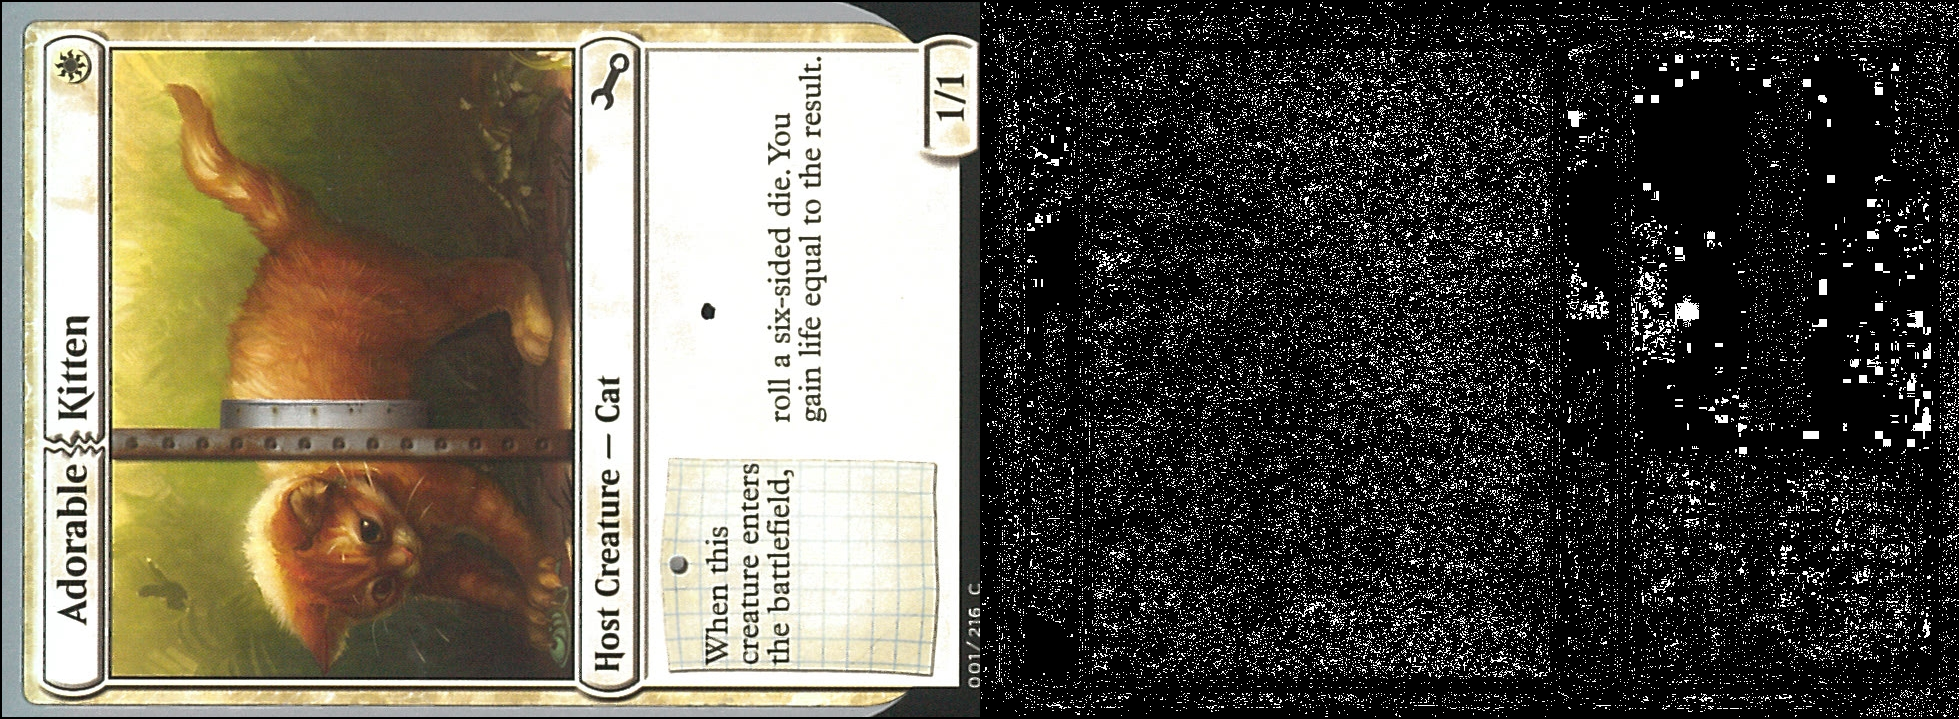 Adorable Kitten
Host Creature — Cat
When this
creature enters
the battlefield,
roll a six-sided die. You
gain life equal to the result.
1/1
001/216 C